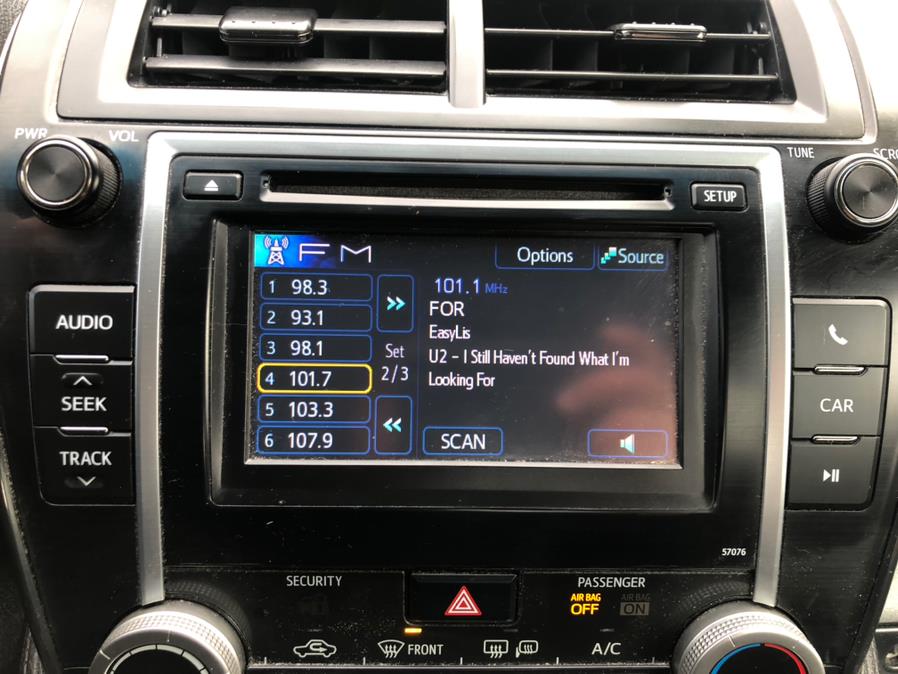 PWR
VOL
TUNE
SCRO
SETUP
FM
Options
Source
1 98.3
2 93.1
3 98.1
4 101.7
5 103.3
6 107.9
>>
Set
2/3
<<
101.1 MHz
FOR
EasyLis
U2 – I Still Haven't Found What I'm
Looking For
SCAN
AUDIO
SEEK
TRACK
CAR
57076
SECURITY
PASSENGER
AIR BAG
OFF
AIR BAG
ON
FRONT
A/C